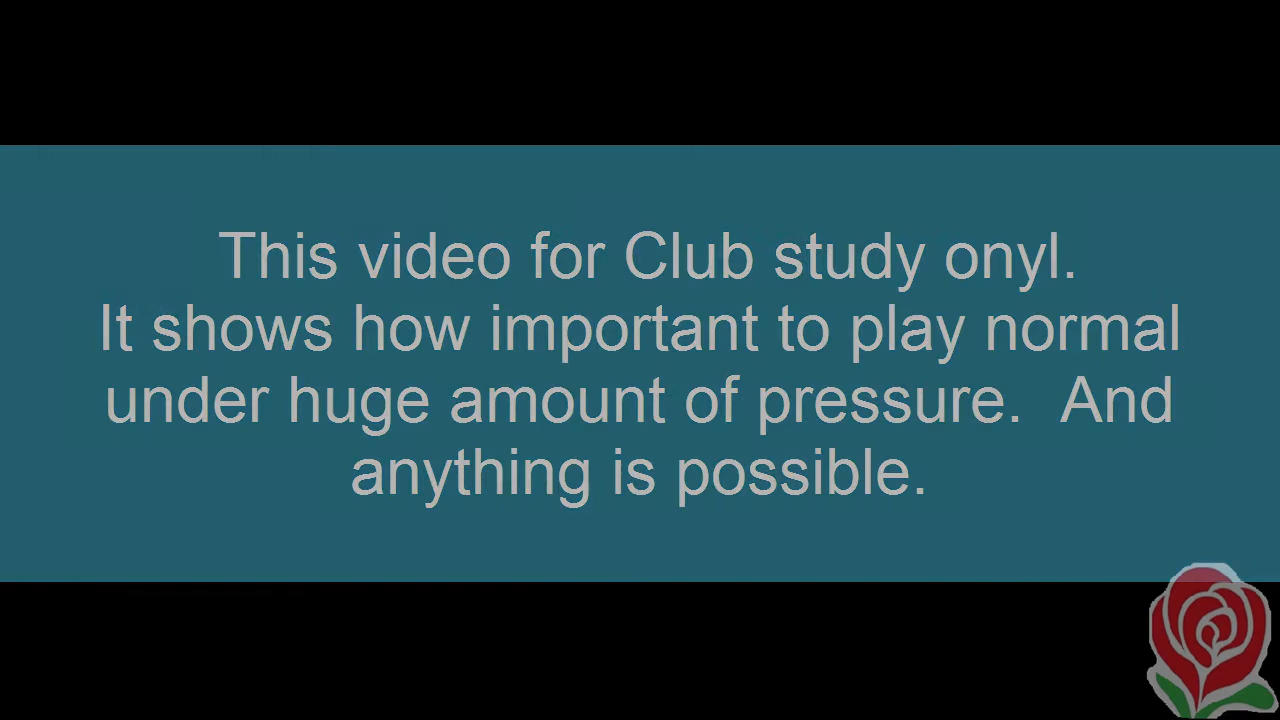 This video for Club study onyl.
It shows how important to play normal
under huge amount of pressure.  And
anything is possible.